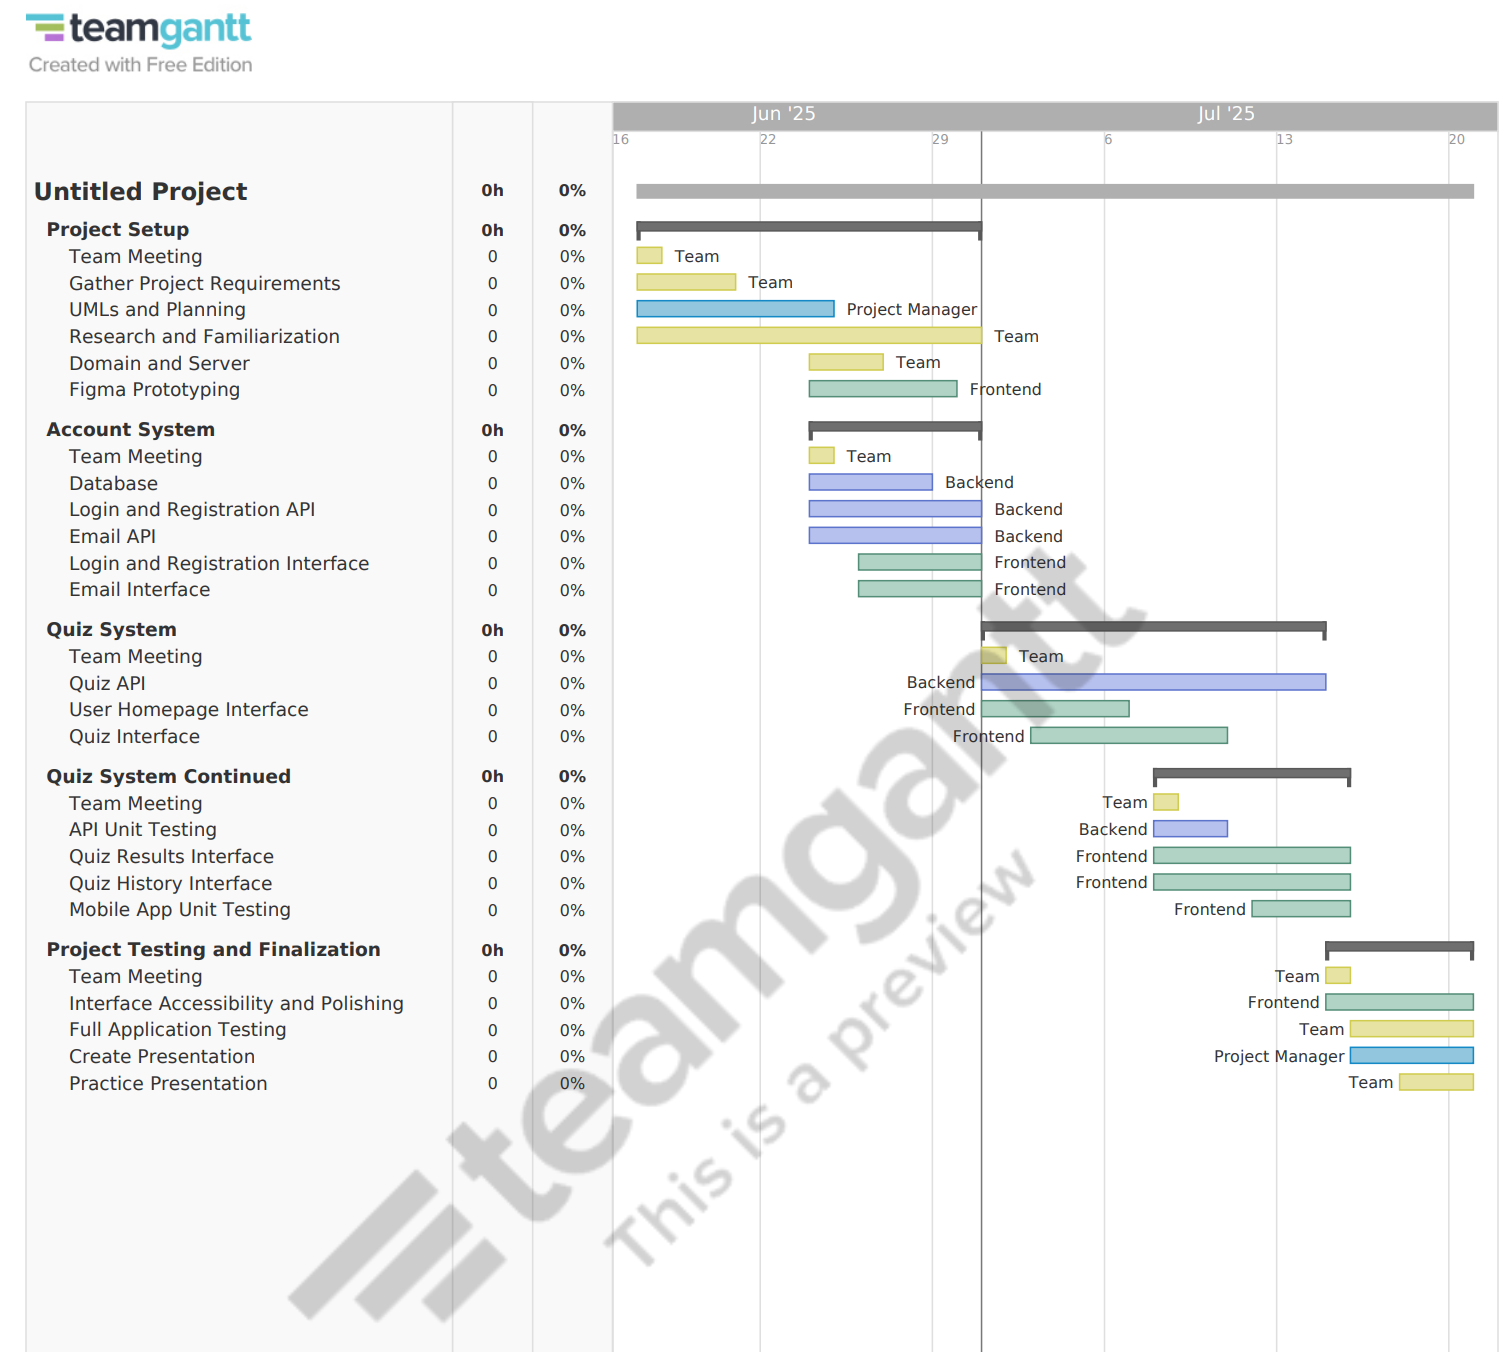 teamgantt
Created with Free Edition
Jun '25 Jul '25
16 22 29 6 13 20
Untitled Project 0h 0%
Project Setup 0h 0%
Team Meeting 0 0% Team
Gather Project Requirements 0 0% Team
UMLs and Planning 0 0% Project Manager
Research and Familiarization 0 0% Team
Domain and Server 0 0% Team
Figma Prototyping 0 0% Frontend
Account System 0h 0%
Team Meeting 0 0% Team
Database 0 0% Backend
Login and Registration API 0 0% Backend
Email API 0 0% Backend
Login and Registration Interface 0 0% Frontend
Email Interface 0 0% Frontend
Quiz System 0h 0%
Team Meeting 0 0% Team
Quiz API 0 0% Backend
User Homepage Interface 0 0% Frontend
Quiz Interface 0 0% Frontend
Quiz System Continued 0h 0%
Team Meeting 0 0% Team
API Unit Testing 0 0% Backend
Quiz Results Interface 0 0% Frontend
Quiz History Interface 0 0% Frontend
Mobile App Unit Testing 0 0% Frontend
Project Testing and Finalization 0h 0%
Team Meeting 0 0% Team
Interface Accessibility and Polishing 0 0% Frontend
Full Application Testing 0 0% Team
Create Presentation 0 0% Project Manager
Practice Presentation 0 0% Team
teamgantt
This is a preview